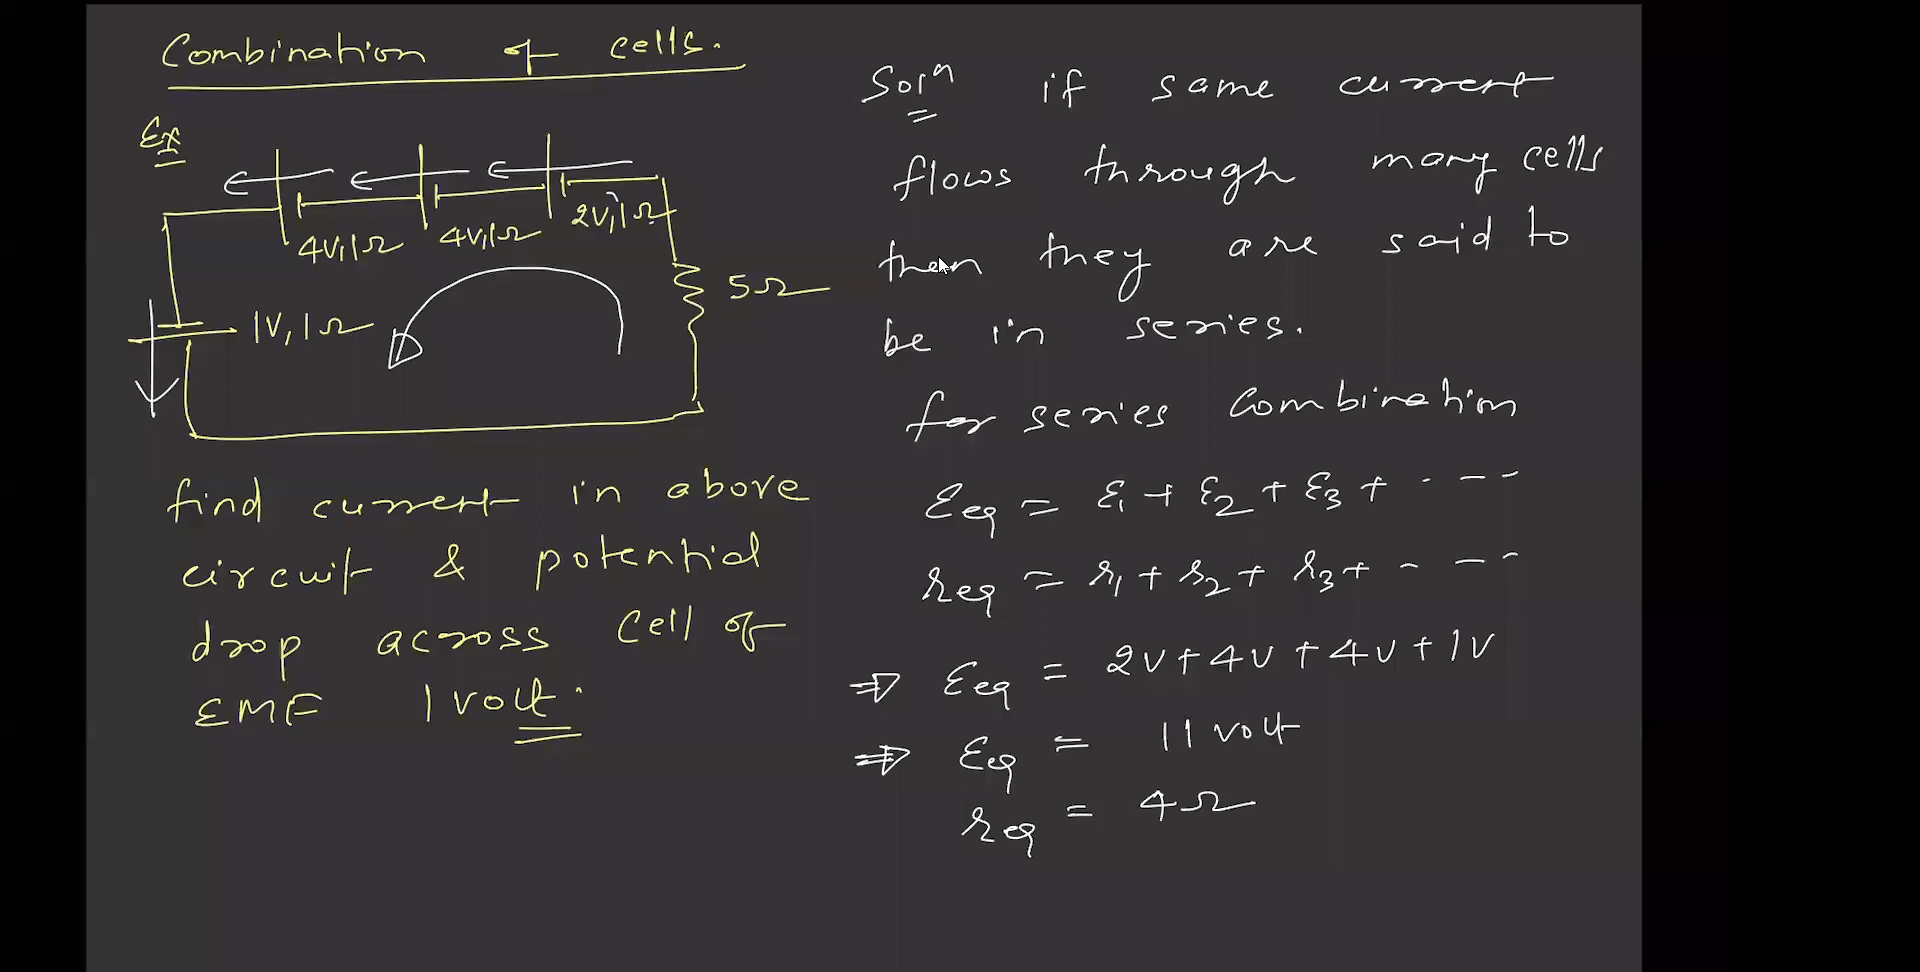 Combination of cells.
Ex
4V,1Ω 4V,1Ω 2V,1Ω
5Ω
1V,1Ω
find current in above
circuit & potential
drop across cell of
EMF 1 volt.
Solⁿ if same current
flows through many cells
then they are said to
be in series.
for series combination
Eeq = ε1 + ε2 + ε3 + - - - -
req = r1 + r2 + r3 + - - - -
⇒ Eeq = 2V + 4V + 4V + 1V
⇒ Eeq = 11 volt
req = 4Ω